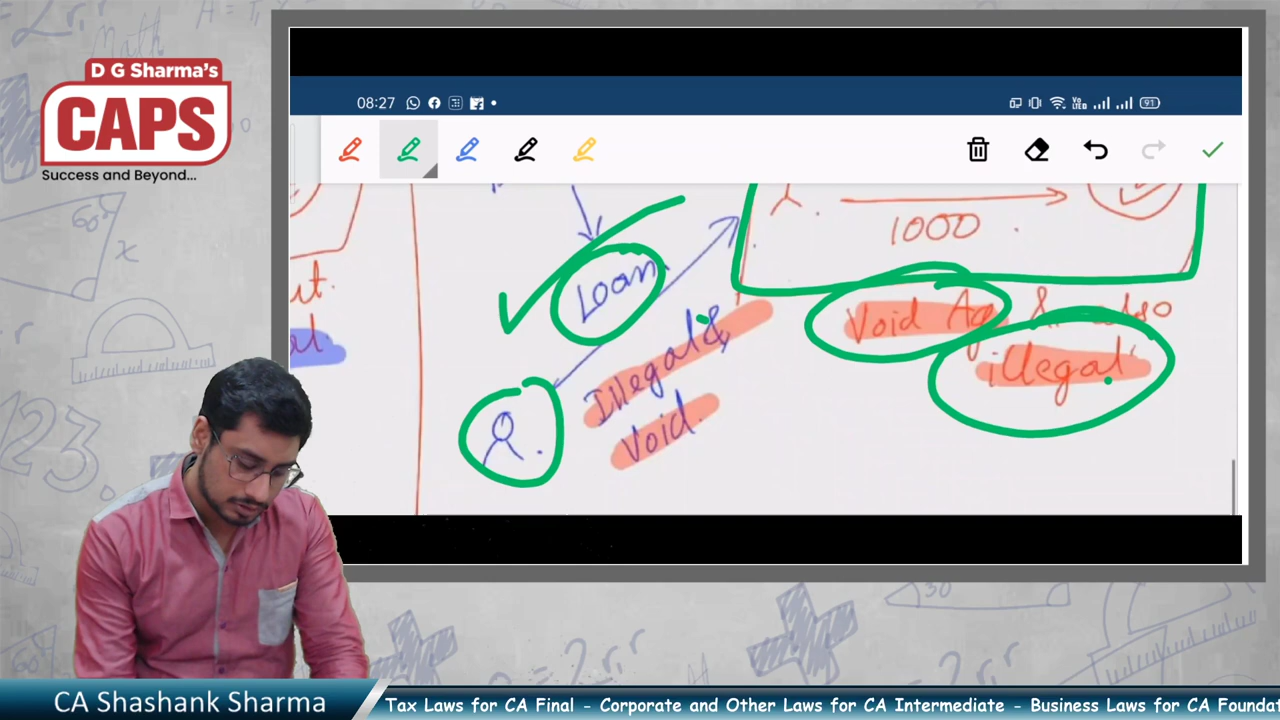 D G Sharma's
CAPS
Success and Beyond...
08:27
91
1000
Loan
Void Ag & also
illegal
Illegal &
Void.
CA Shashank Sharma
Tax Laws for CA Final - Corporate and Other Laws for CA Intermediate - Business Laws for CA Foundat